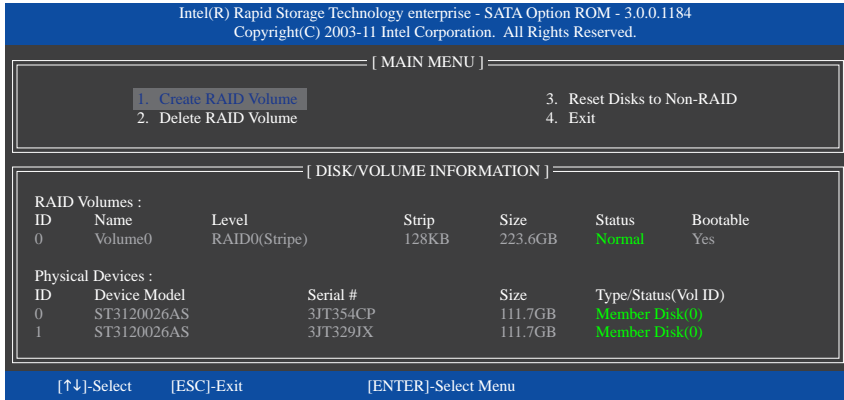 Intel(R) Rapid Storage Technology enterprise - SATA Option ROM - 3.0.0.1184
Copyright(C) 2003-11 Intel Corporation.  All Rights Reserved.
[ MAIN MENU ]
1.  Create RAID Volume    3.  Reset Disks to Non-RAID
2.  Delete RAID Volume    4.  Exit
[ DISK/VOLUME INFORMATION ]
RAID Volumes :
ID    Name    Level    Strip    Size    Status    Bootable
0    Volume0    RAID0(Stripe)    128KB    223.6GB    Normal    Yes
Physical Devices :
ID    Device Model    Serial #    Size    Type/Status(Vol ID)
0    ST3120026AS    3JT354CP    111.7GB    Member Disk(0)
1    ST3120026AS    3JT329JX    111.7GB    Member Disk(0)
[↑↓]-Select    [ESC]-Exit    [ENTER]-Select Menu